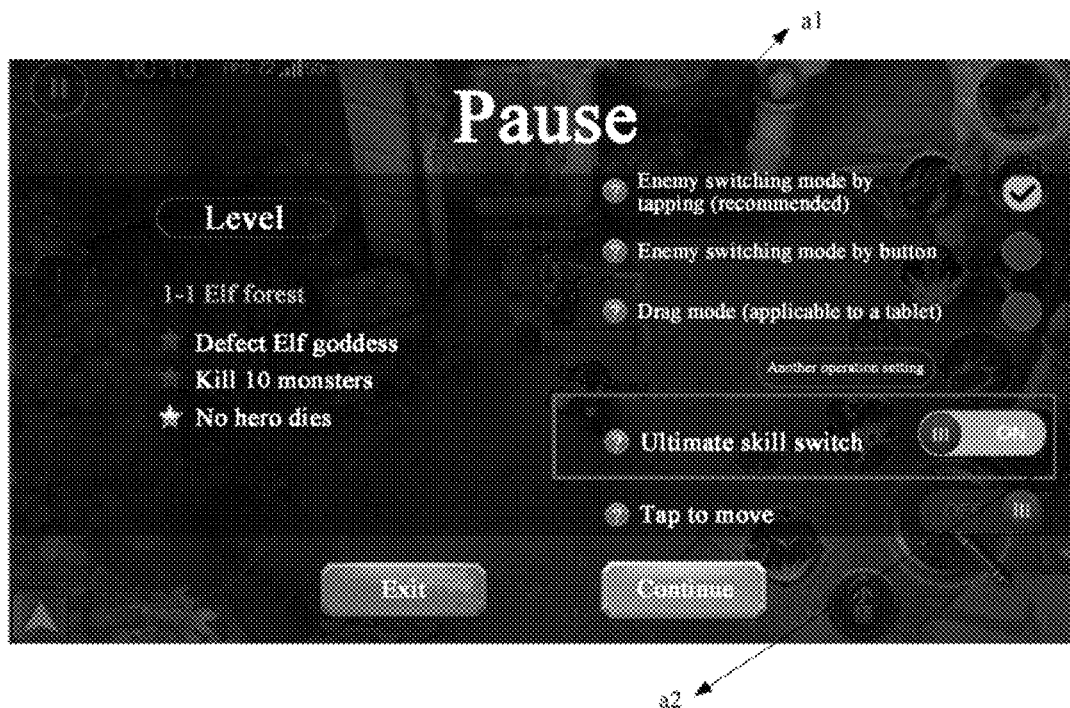 a1
Pause
Level
1-1 Elf forest
Defect Elf goddess
Kill 10 monsters
No hero dies
Enemy switching mode by
tapping (recommended)
Enemy switching mode by button
Drag mode (applicable to a tablet)
Another operation setting
Ultimate skill switch
Tap to move
Exit
Continue
a2